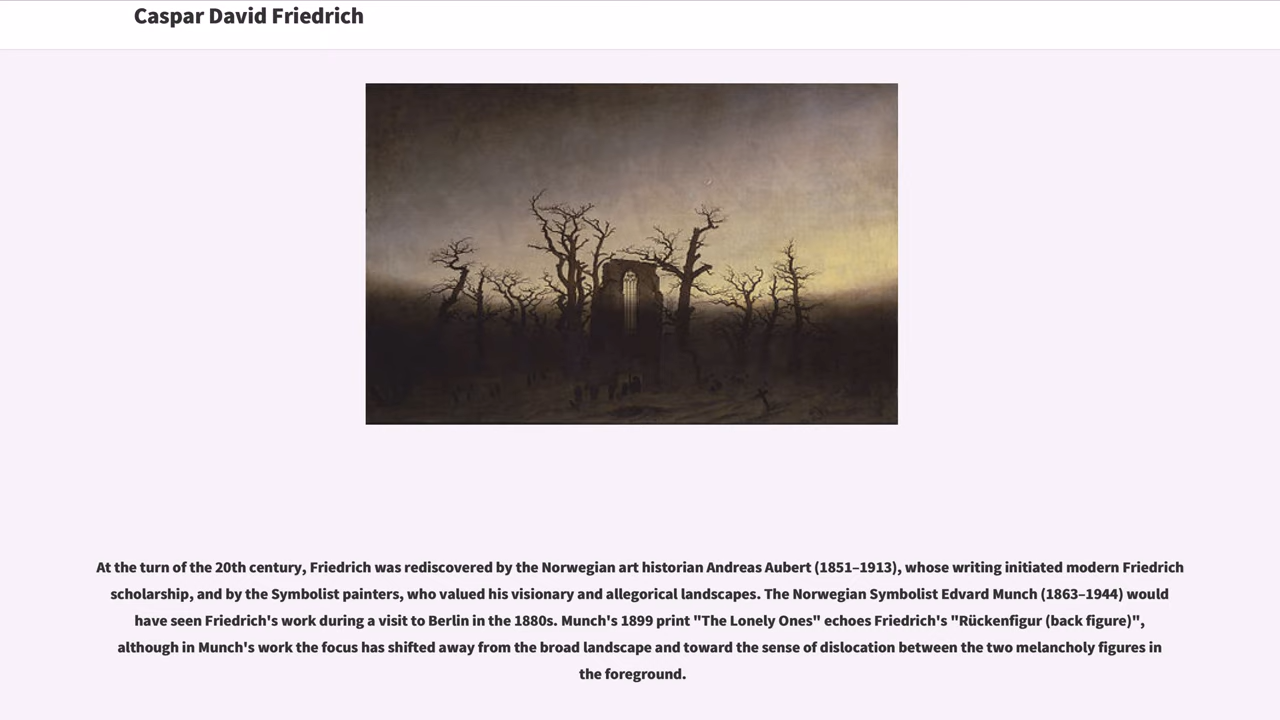 Caspar David Friedrich
At the turn of the 20th century, Friedrich was rediscovered by the Norwegian art historian Andreas Aubert (1851–1913), whose writing initiated modern Friedrich
scholarship, and by the Symbolist painters, who valued his visionary and allegorical landscapes. The Norwegian Symbolist Edvard Munch (1863–1944) would
have seen Friedrich's work during a visit to Berlin in the 1880s. Munch's 1899 print "The Lonely Ones" echoes Friedrich's "Rückenfigur (back figure)",
although in Munch's work the focus has shifted away from the broad landscape and toward the sense of dislocation between the two melancholy figures in
the foreground.